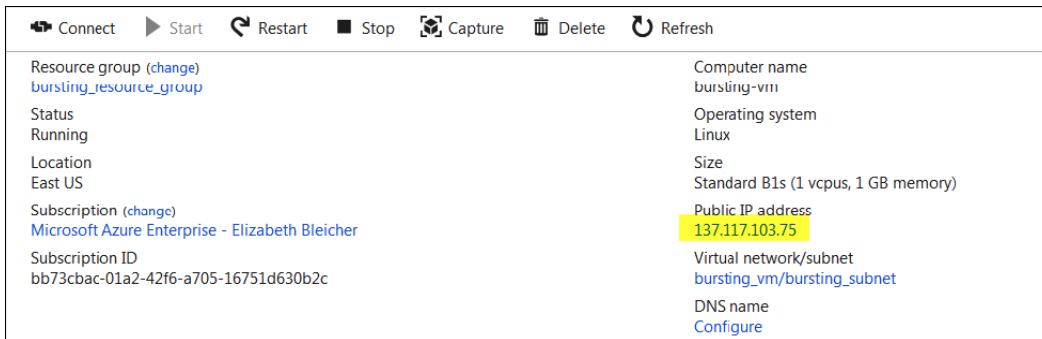 Connect Start Restart Stop Capture Delete Refresh
Resource group (change)
bursting_resource_group
Status
Running
Location
East US
Subscription (change)
Microsoft Azure Enterprise - Elizabeth Bleicher
Subscription ID
bb73cbac-01a2-42f6-a705-16751d630b2c
Computer name
bursting-vm
Operating system
Linux
Size
Standard B1s (1 vcpus, 1 GB memory)
Public IP address
137.117.103.75
Virtual network/subnet
bursting_vm/bursting_subnet
DNS name
Configure